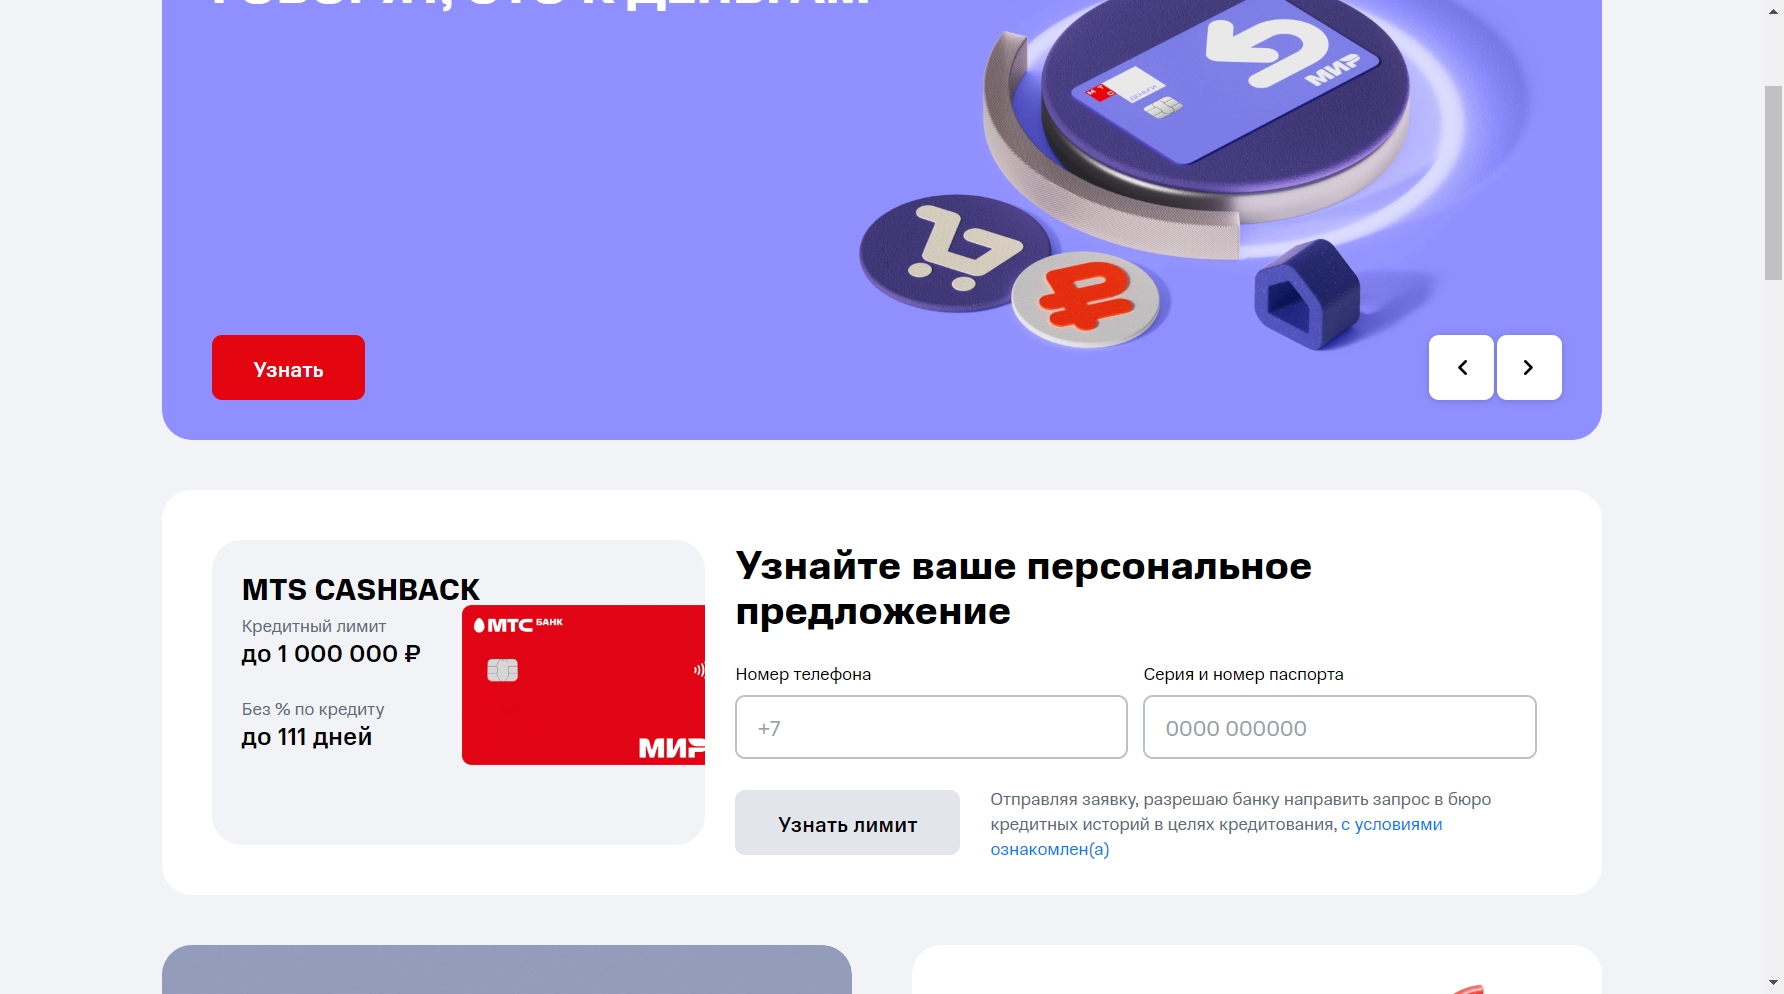 МИР
Узнать
MTS CASHBACK
Кредитный лимит
до 1 000 000 ₽
Без % по кредиту
до 111 дней
МТС БАНК
МИР
Узнайте ваше персональное
предложение
Номер телефона
Серия и номер паспорта
+7
0000 000000
Узнать лимит
Отправляя заявку, разрешаю банку направить запрос в бюро
кредитных историй в целях кредитования, с условиями
ознакомлен(а)